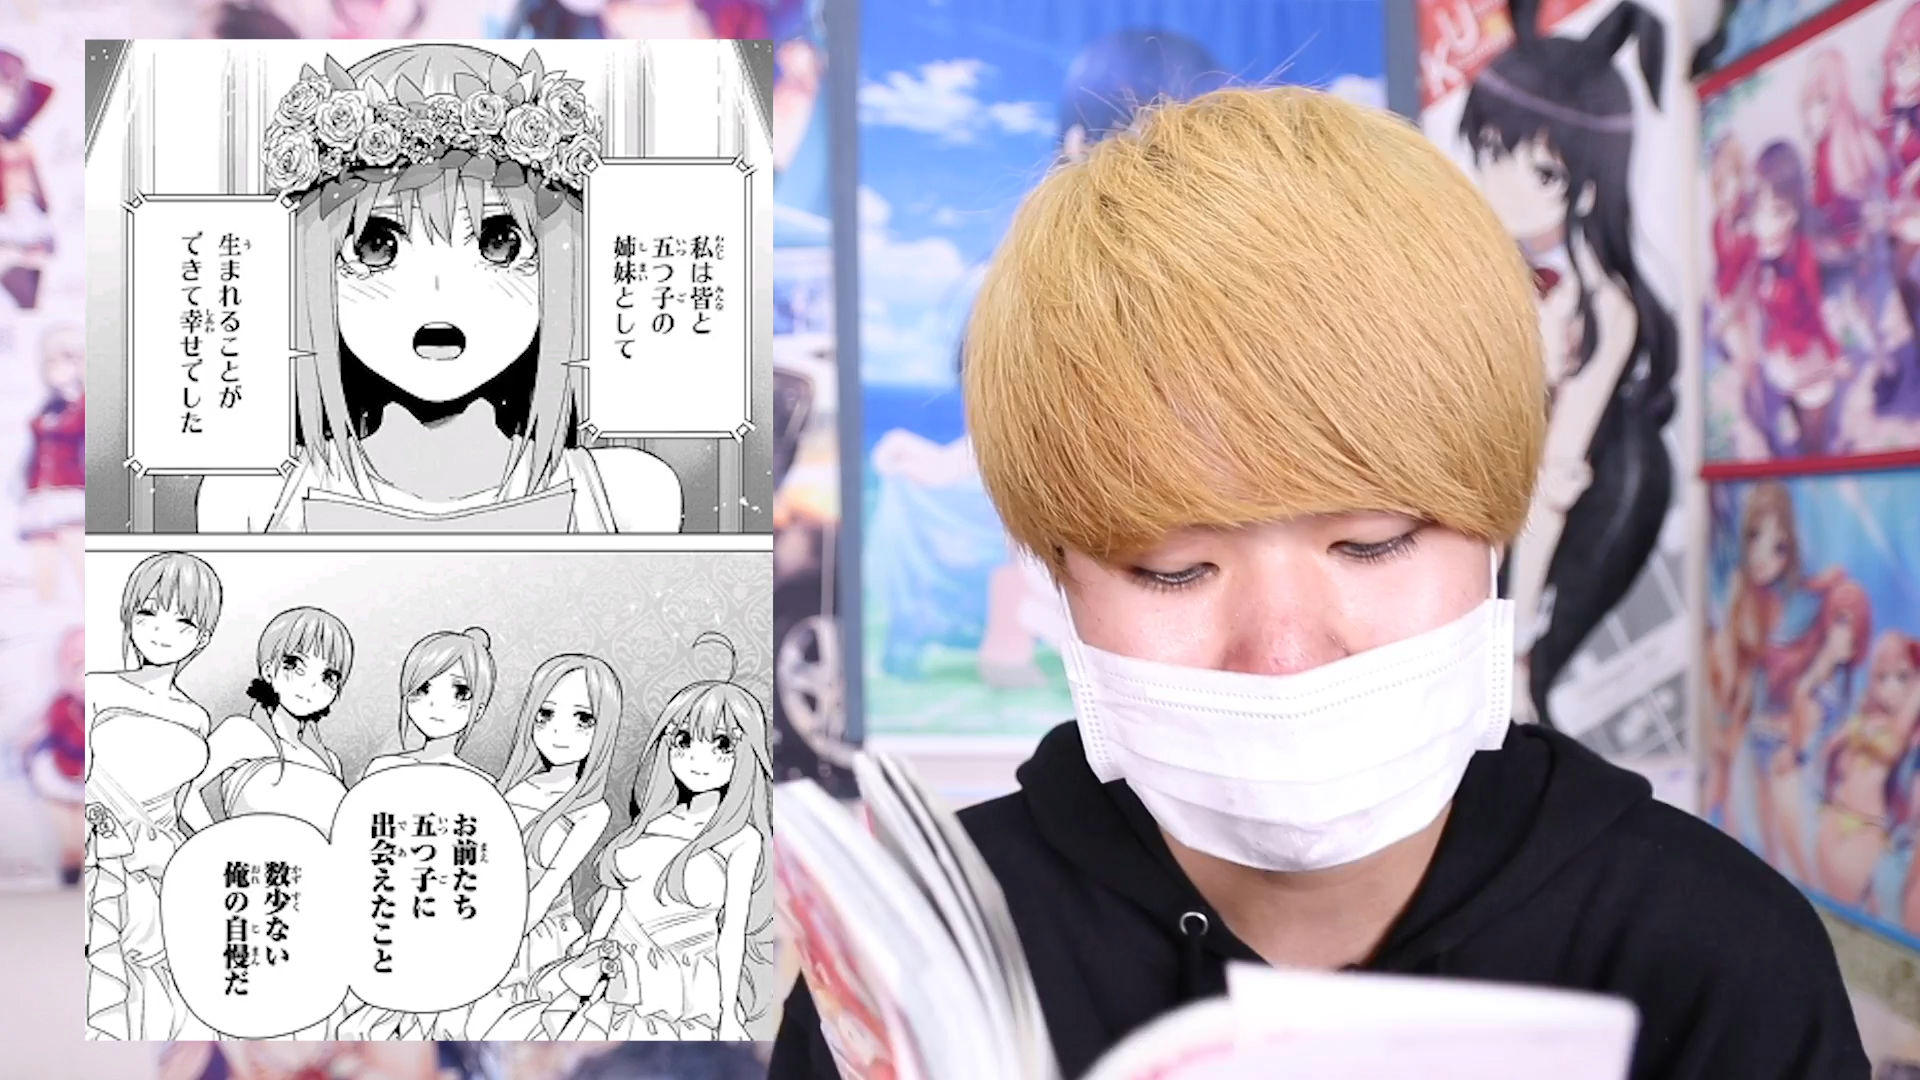 私は皆と
五つ子の
姉妹として
生まれることが
できて幸せでした
お前たち
五つ子に
出会えたこと
数少ない
俺の自慢だ
KU